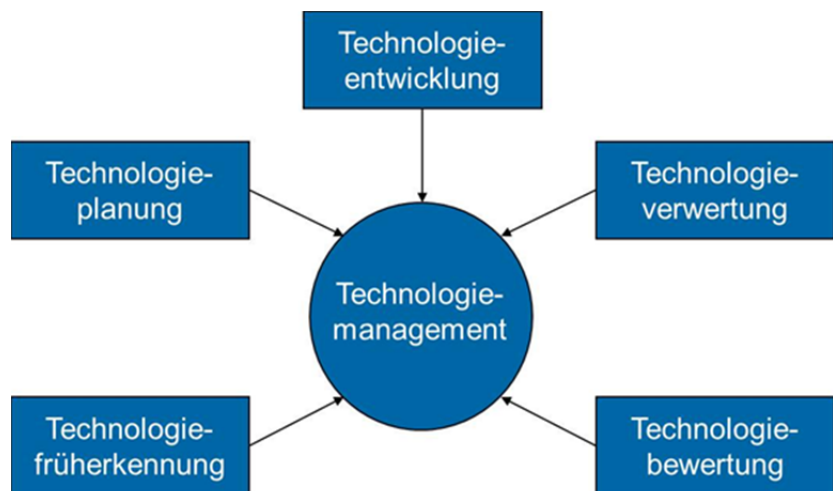 Technologie-
entwicklung
Technologie-
planung
Technologie-
verwertung
Technologie-
management
Technologie-
früherkennung
Technologie-
bewertung